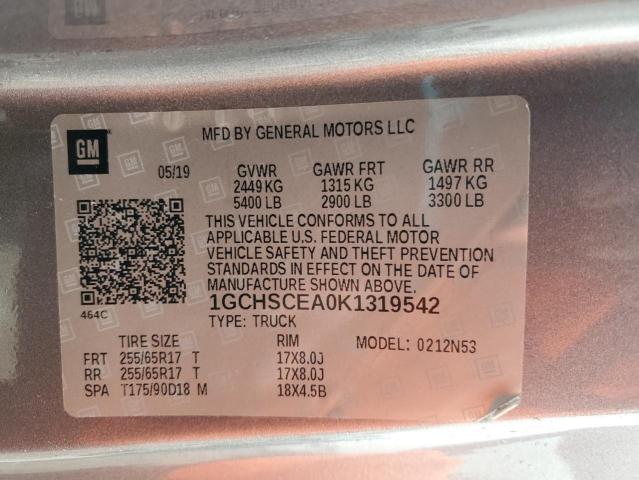 GM
MFD BY GENERAL MOTORS LLC
05/19 GVWR GAWR FRT GAWR RR
2449 KG 1315 KG 1497 KG
5400 LB 2900 LB 3300 LB
THIS VEHICLE CONFORMS TO ALL
APPLICABLE U.S. FEDERAL MOTOR
VEHICLE SAFETY AND THEFT PREVENTION
STANDARDS IN EFFECT ON THE DATE OF
MANUFACTURE SHOWN ABOVE.
464C
1GCHSCEA0K1319542
TYPE: TRUCK
TIRE SIZE RIM MODEL: 0212N53
FRT 255/65R17 T 17X8.0J
RR 255/65R17 T 17X8.0J
SPA T175/90D18 M 18X4.5B